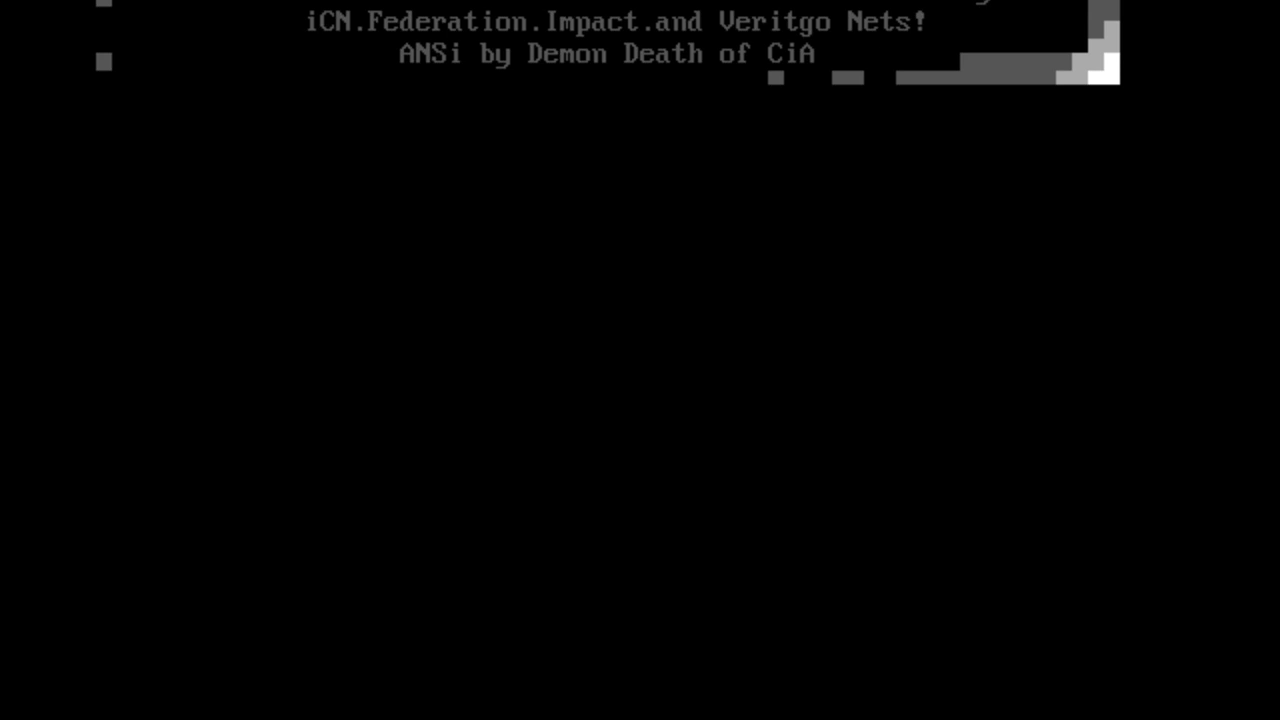 iCN.Federation.Impact.and Veritgo Nets!
ANSi by Demon Death of CiA